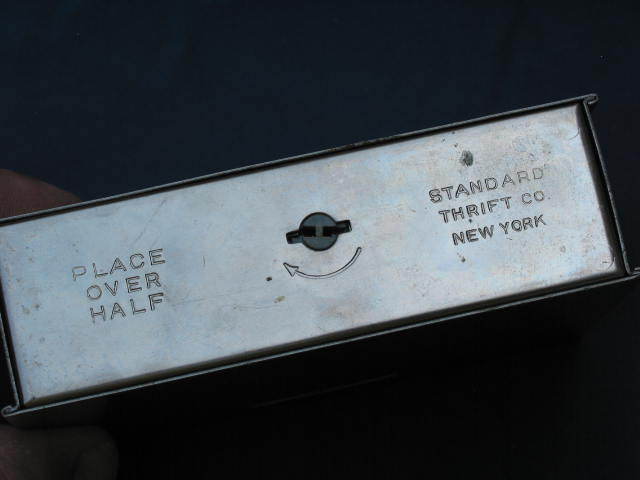 PLACE
OVER
HALF
STANDARD
THRIFT CO.
NEW YORK